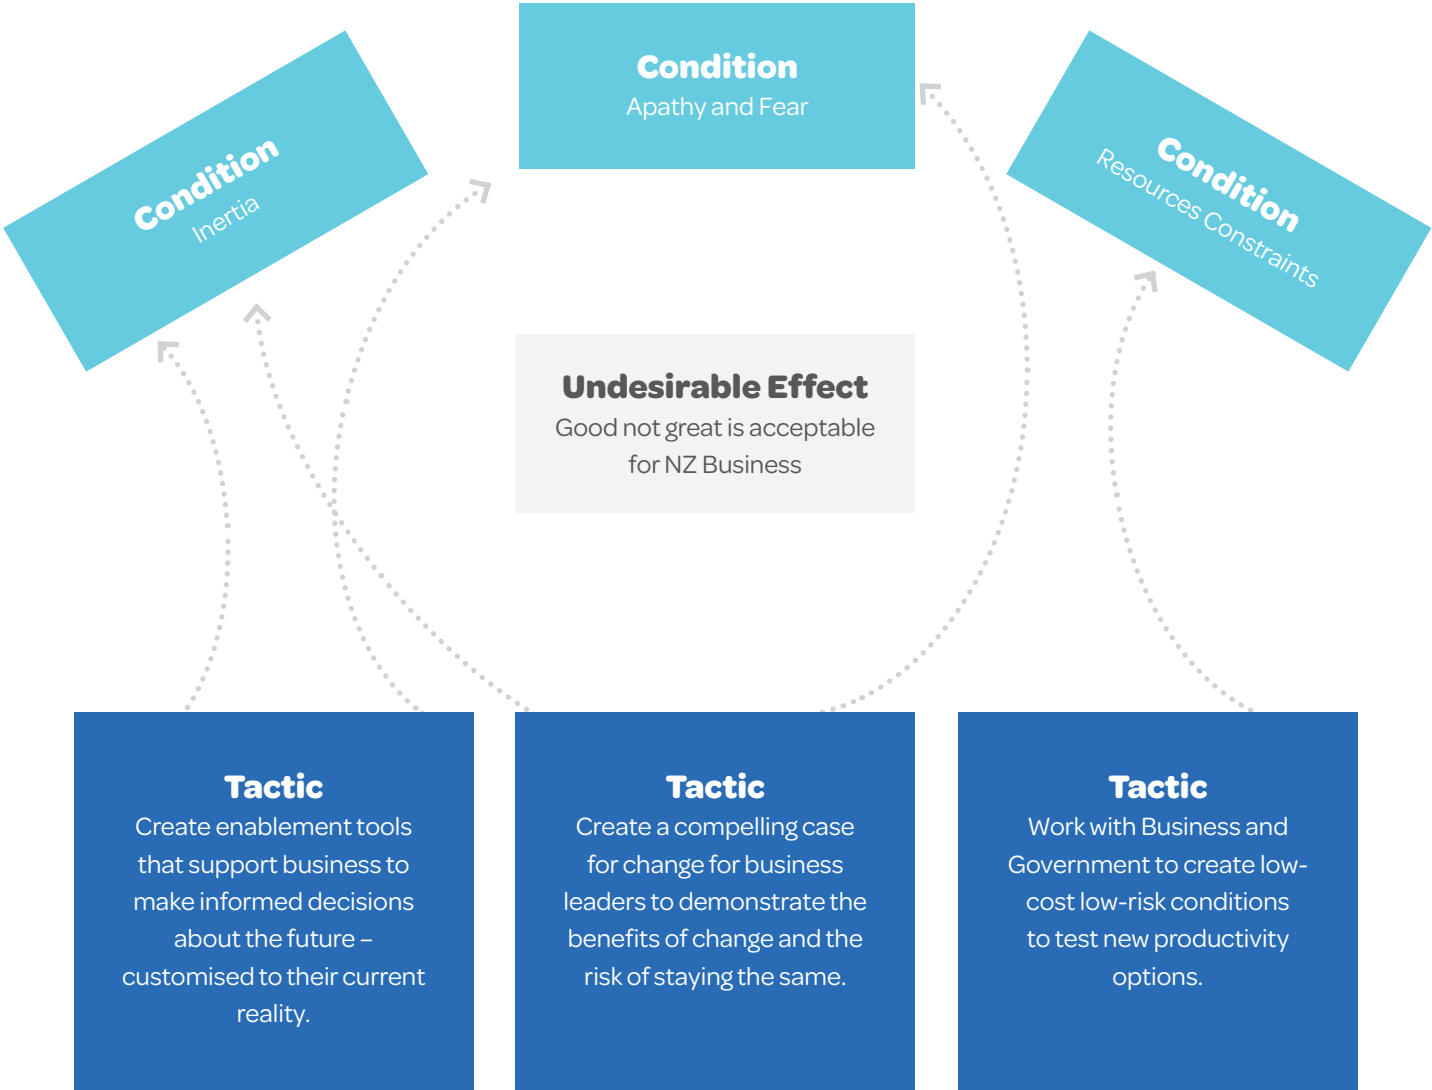 Condition
Inertia
Condition
Apathy and Fear
Condition
Resources Constraints
Undesirable Effect
Good not great is acceptable
for NZ Business
Tactic
Create enablement tools
that support business to
make informed decisions
about the future –
customised to their current
reality.
Tactic
Create a compelling case
for change for business
leaders to demonstrate the
benefits of change and the
risk of staying the same.
Tactic
Work with Business and
Government to create low-
cost low-risk conditions
to test new productivity
options.